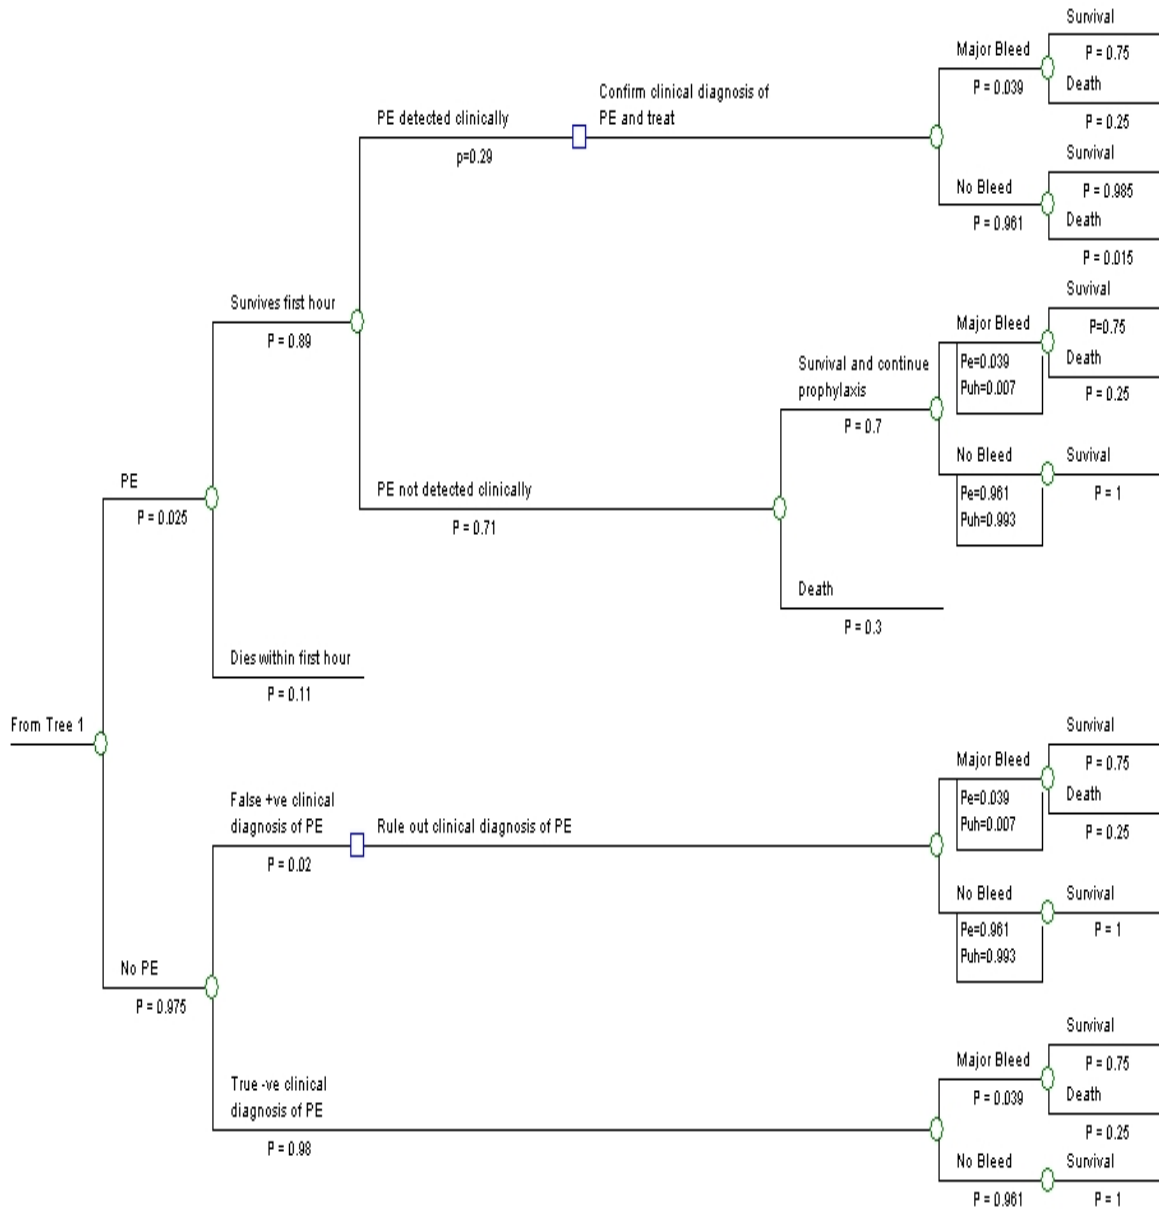 Survival
Major Bleed
P = 0.75
P = 0.039
Death
Confirm clinical diagnosis of
PE and treat
P = 0.25
PE detected clinically
p=0.29
Survival
No Bleed
P = 0.985
P = 0.961
Death
P = 0.015
Survives first hour
P = 0.89
Suvival
Major Bleed
P=0.75
Pe=0.039
Puh=0.007
Death
P = 0.25
Survival and continue
prophylaxis
P = 0.7
No Bleed
Suvival
Pe=0.961
Puh=0.993
P = 1
PE
P = 0.025
PE not detected clinically
P = 0.71
Death
P = 0.3
Dies within first hour
P = 0.11
From Tree 1
Survival
Major Bleed
P = 0.75
Pe=0.039
Puh=0.007
Death
P = 0.25
False +ve clinical
diagnosis of PE
P = 0.02
Rule out clinical diagnosis of PE
No Bleed
Survival
Pe=0.961
Puh=0.993
P = 1
No PE
P = 0.975
Survival
Major Bleed
P = 0.75
P = 0.039
Death
P = 0.25
True -ve clinical
diagnosis of PE
P = 0.98
No Bleed
Survival
P = 0.961
P = 1